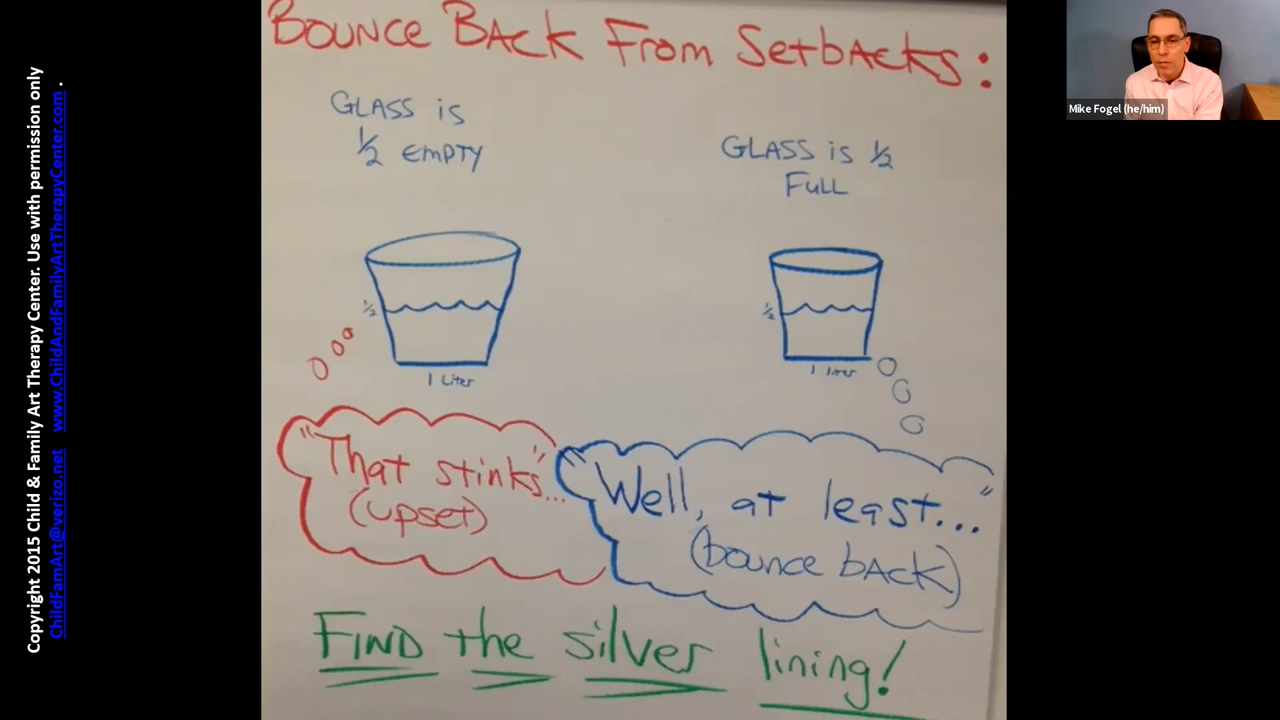 Bounce Back From Setbacks:
Glass is
1/2 empty
Glass is 1/2
Full
1/2
1 Liter
1/2
1 liter
"That stinks"...
(upset)
"Well, at least..."
(bounce back)
Find the silver lining!
Copyright 2015 Child & Family Art Therapy Center. Use with permission only
ChildFamArt@verizo.net www.ChildAndFamilyArtTherapyCenter.com .
Mike Fogel (he/him)